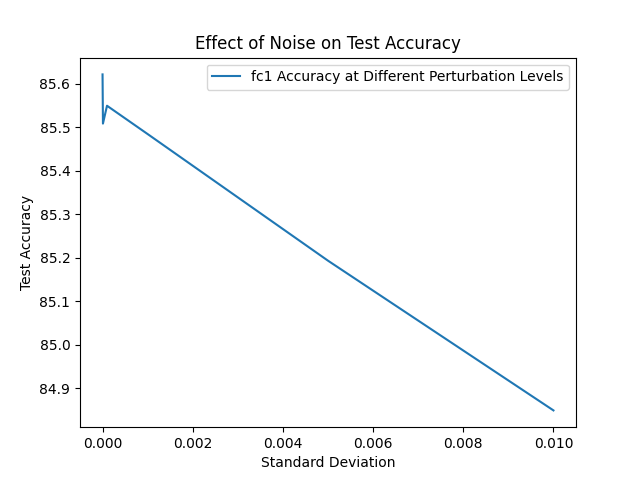 Effect of Noise on Test Accuracy
fc1 Accuracy at Different Perturbation Levels
Test Accuracy
85.6
85.5
85.4
85.3
85.2
85.1
85.0
84.9
0.000 0.002 0.004 0.006 0.008 0.010
Standard Deviation